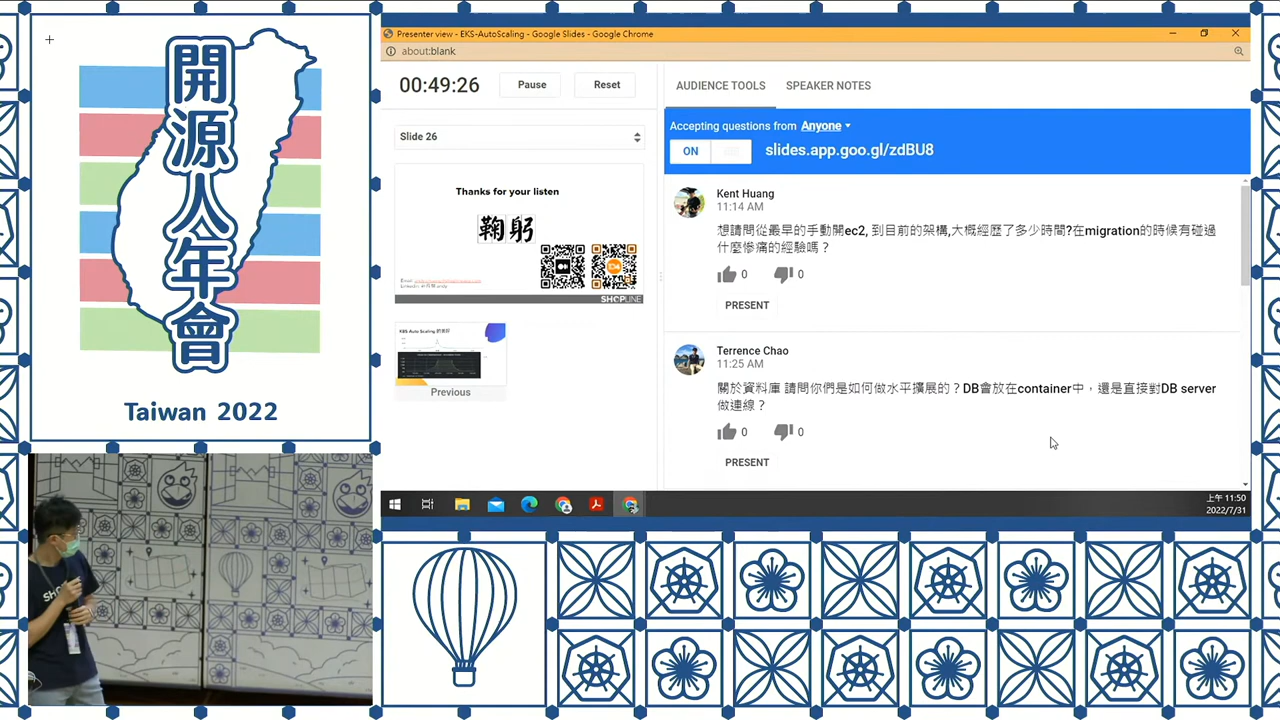 開源人年會
Taiwan 2022
Presenter view - EKS-AutoScaling - Google Slides - Google Chrome
about:blank
00:49:26
Pause
Reset
Slide 26
Thanks for your listen
鞠躬
SHOPLINE
EKS Auto Scaling
Previous
AUDIENCE TOOLS
SPEAKER NOTES
Accepting questions from Anyone
ON
slides.app.goo.gl/zdBU8
Kent Huang
11:14 AM
想請問從最早的手動開ec2, 到目前的架構,大概經歷了多少時間?在migration的時候有碰過
什麼慘痛的經驗嗎？
0 0
PRESENT
Terrence Chao
11:25 AM
關於資料庫 請問你們是如何做水平擴展的？DB會放在container中，還是直接對DB server
做連線？
0 0
PRESENT
上午 11:50
2022/7/31